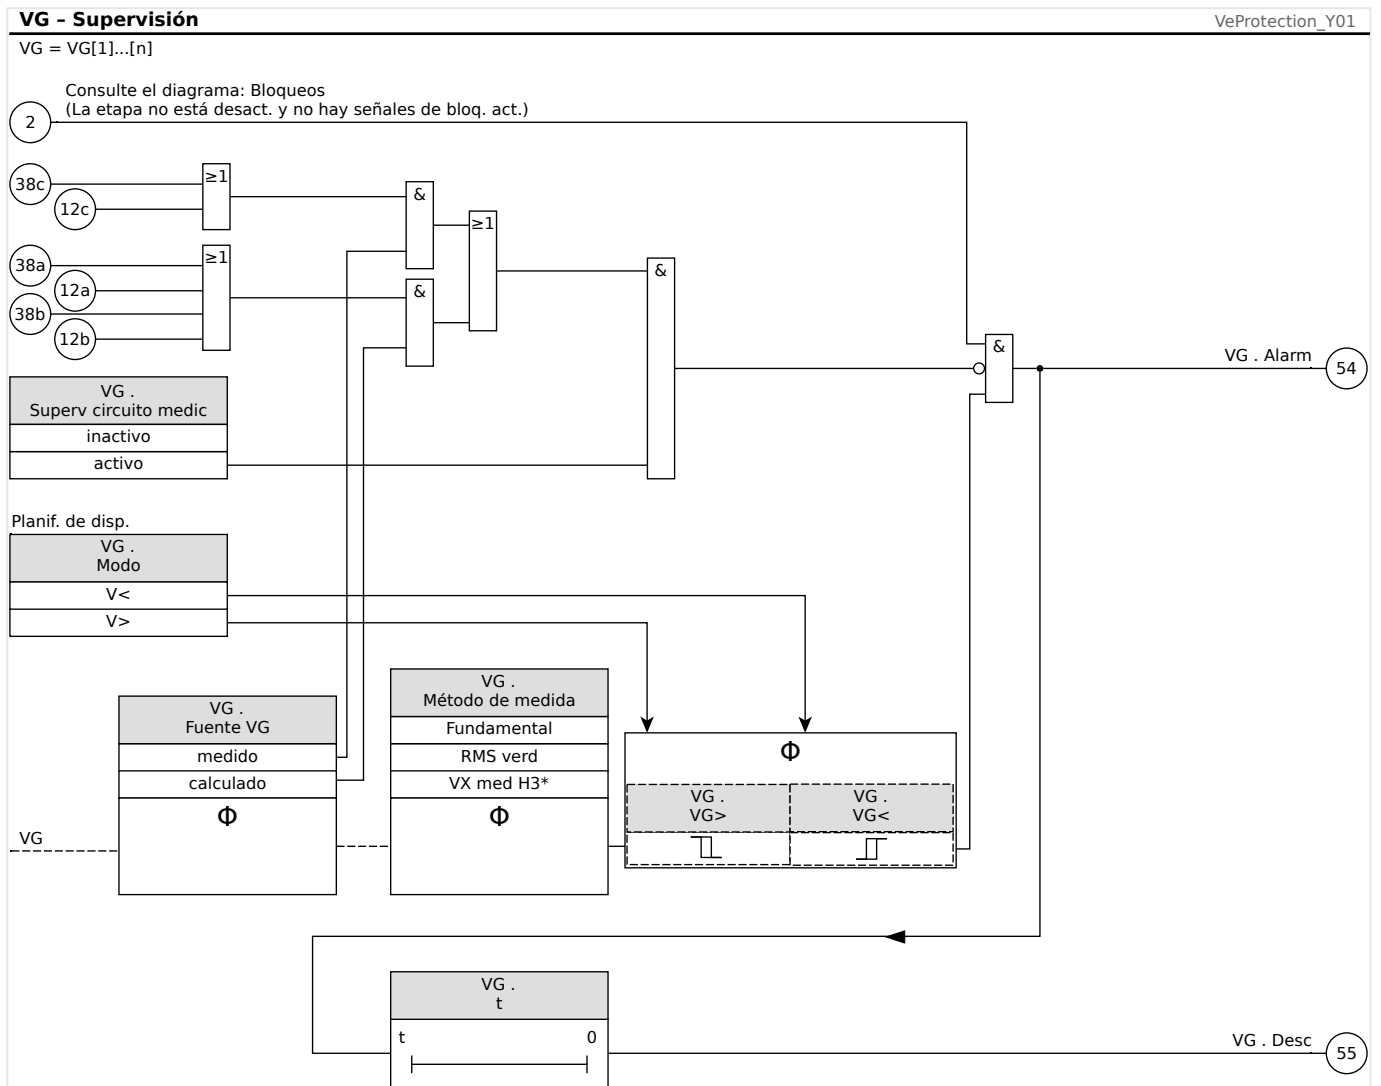 VG – Supervisión
VeProtection_Y01
VG = VG[1]...[n]
Consulte el diagrama: Bloqueos
(La etapa no está desact. y no hay señales de bloq. act.)
2
38c
12c
≥1
&
≥1
38a
12a
38b
12b
≥1
&
&
&
VG . Alarm
54
VG .
Superv circuito medic
inactivo
activo
Planif. de disp.
VG .
Modo
V<
V>
VG .
Fuente VG
medido
calculado
Φ
VG
VG .
Método de medida
Fundamental
RMS verd
VX med H3*
Φ
Φ
VG .
VG>
VG .
VG<
VG .
t
t
0
VG . Desc
55